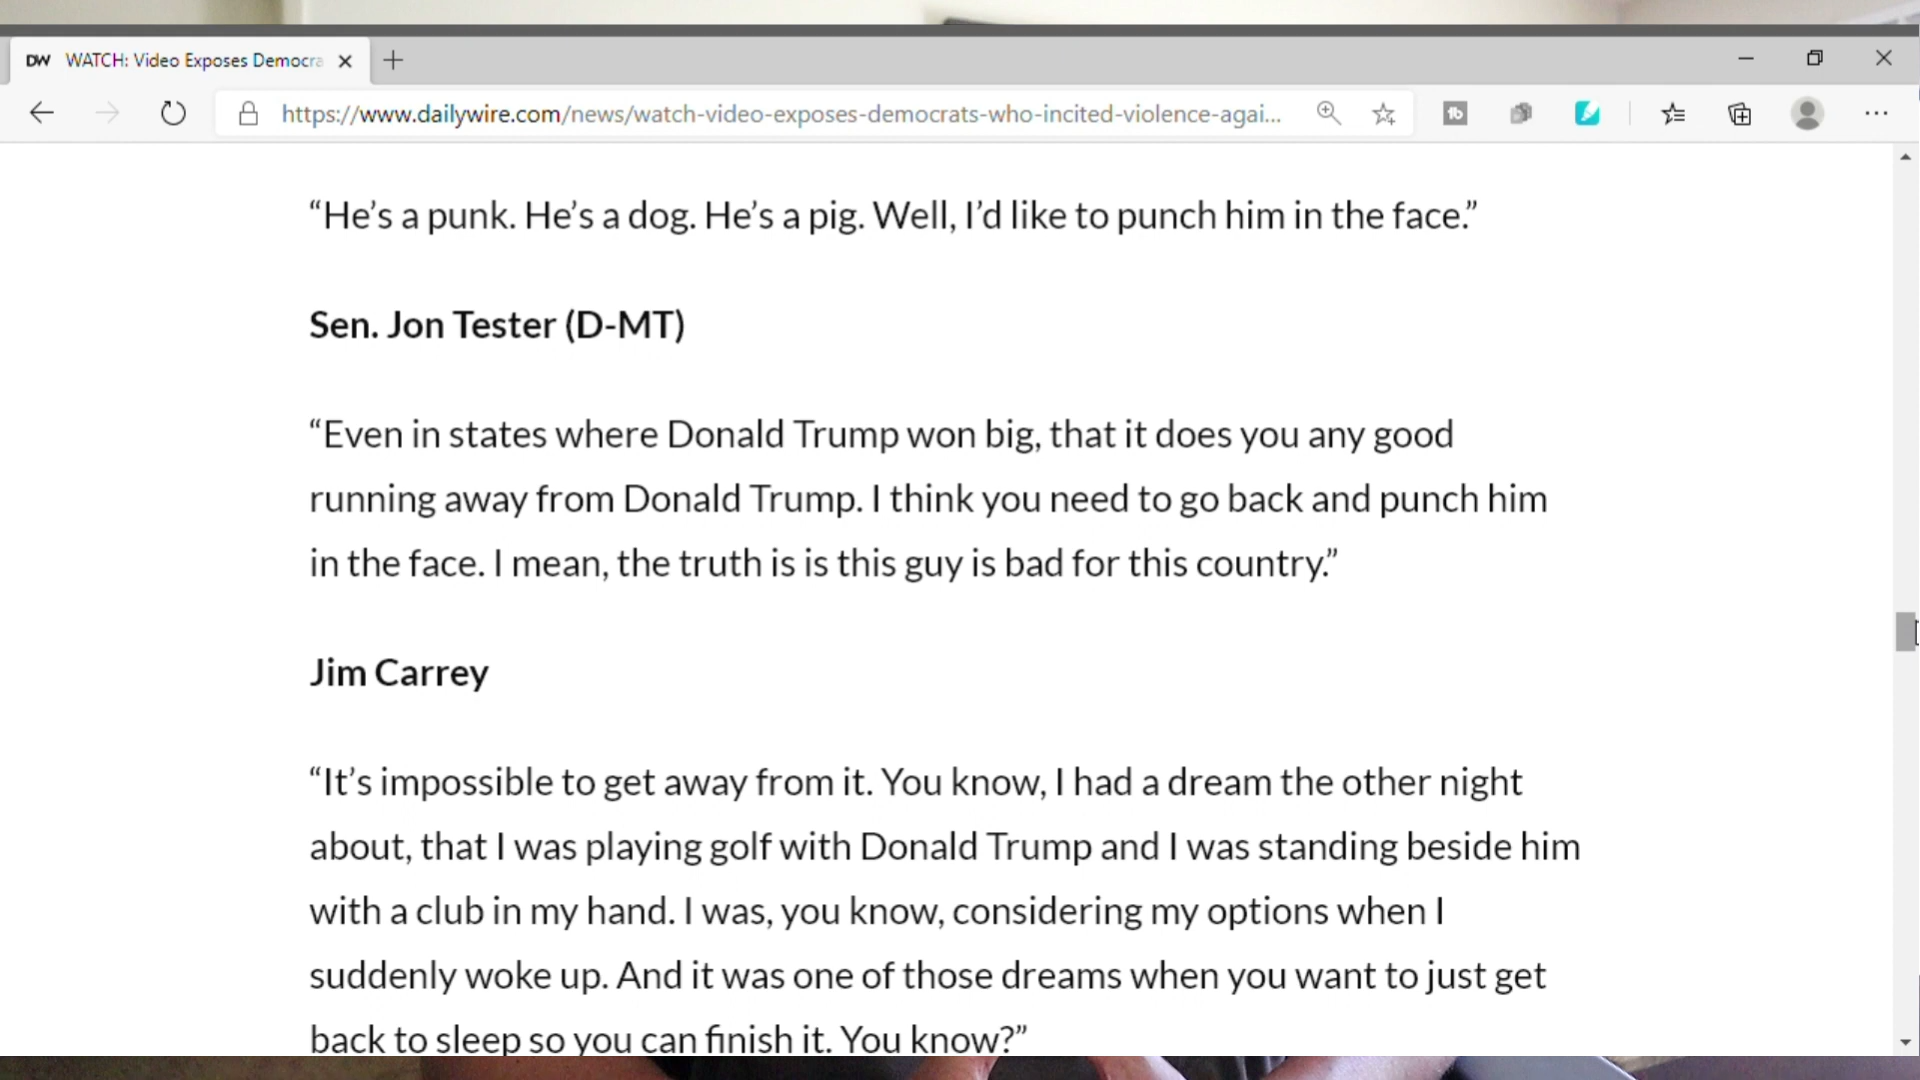 DW WATCH: Video Exposes Democra
https://www.dailywire.com/news/watch-video-exposes-democrats-who-incited-violence-agai...
“He’s a punk. He’s a dog. He’s a pig. Well, I’d like to punch him in the face.”
Sen. Jon Tester (D-MT)
“Even in states where Donald Trump won big, that it does you any good
running away from Donald Trump. I think you need to go back and punch him
in the face. I mean, the truth is is this guy is bad for this country.”
Jim Carrey
“It’s impossible to get away from it. You know, I had a dream the other night
about, that I was playing golf with Donald Trump and I was standing beside him
with a club in my hand. I was, you know, considering my options when I
suddenly woke up. And it was one of those dreams when you want to just get
back to sleep so you can finish it. You know?”